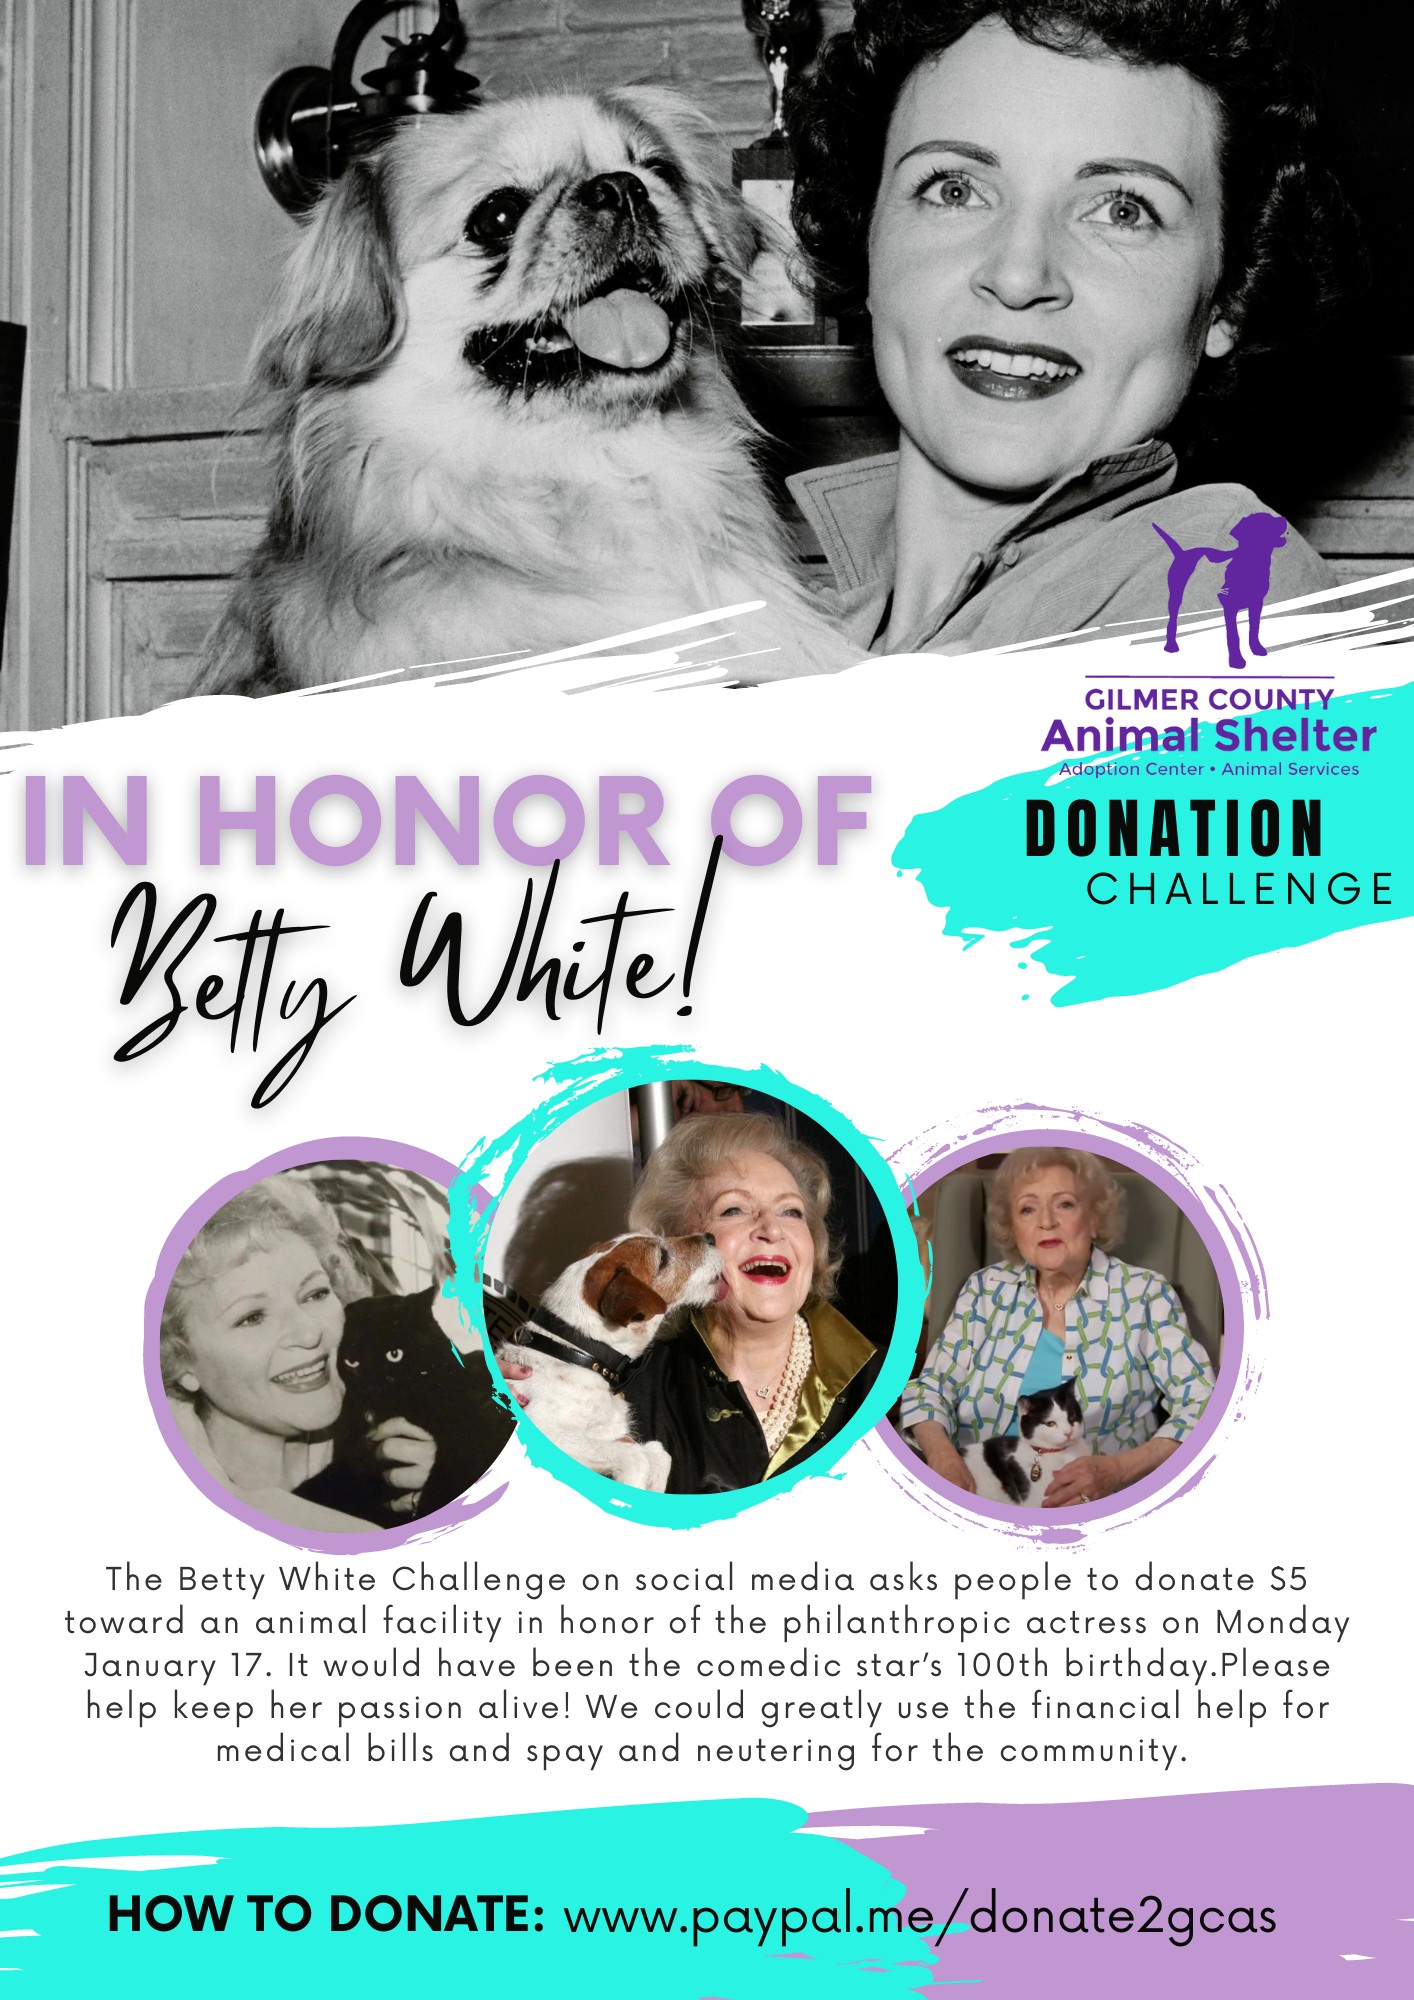 GILMER COUNTY
Animal Shelter
Adoption Center • Animal Services
IN HONOR OF
Betty White!
DONATION
CHALLENGE
The Betty White Challenge on social media asks people to donate $5
toward an animal facility in honor of the philanthropic actress on Monday
January 17. It would have been the comedic star’s 100th birthday.Please
help keep her passion alive! We could greatly use the financial help for
medical bills and spay and neutering for the community.
HOW TO DONATE: www.paypal.me/donate2gcas